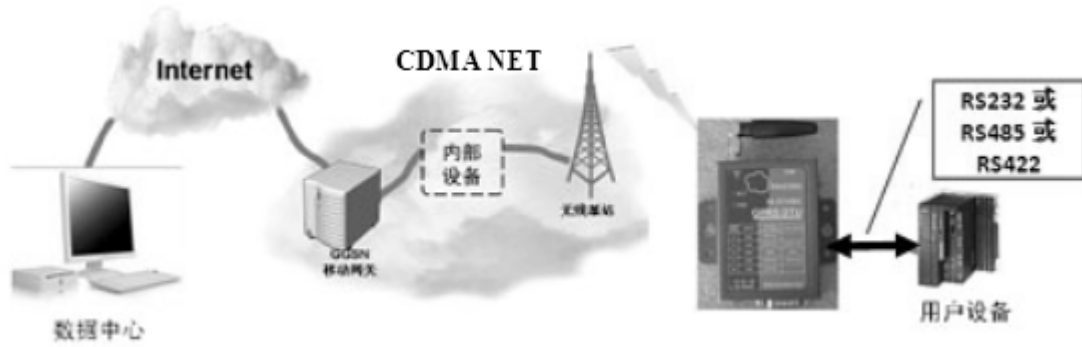 Internet
CDMA NET
内部
设备
无线基站
GGSN
移动网关
RS232 或
RS485 或
RS422
数据中心
用户设备